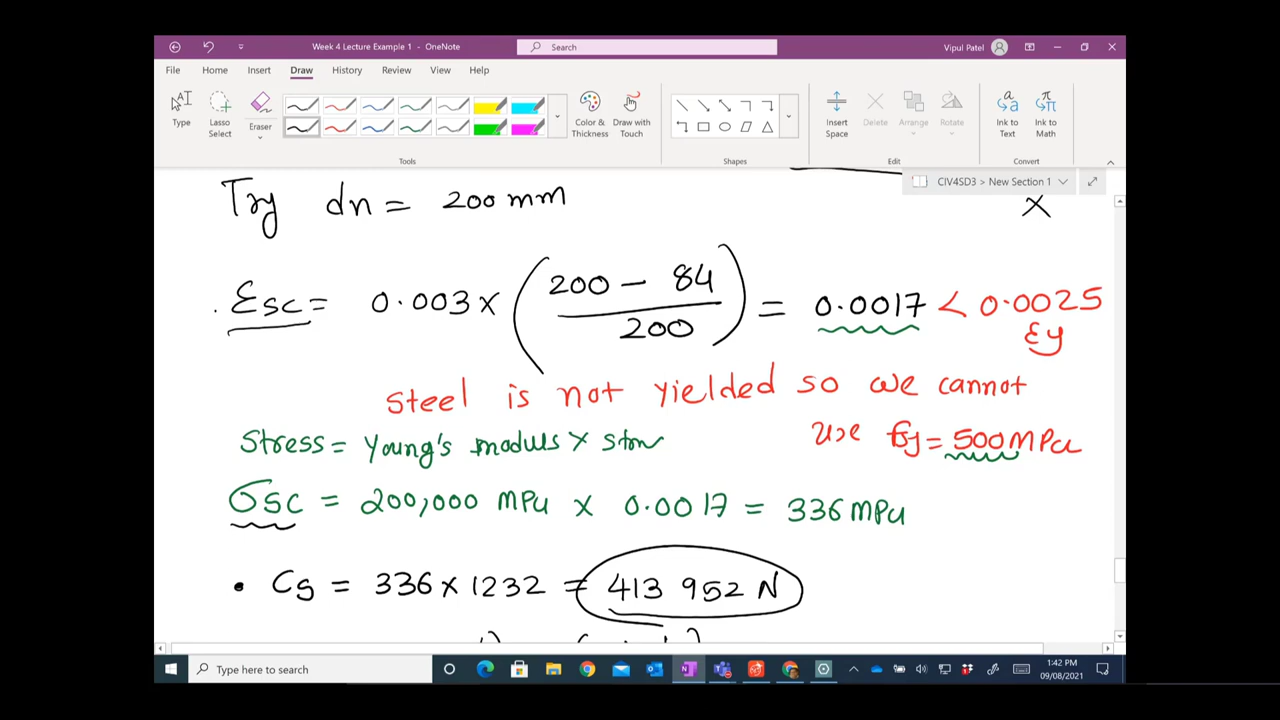 Week 4 Lecture Example 1 - OneNote
Search
Vipul Patel
File Home Insert Draw History Review View Help
Type
Lasso Select
Eraser
Color & Thickness
Draw with Touch
Insert Space
Delete
Arrange
Rotate
Ink to Text
Ink to Math
Tools Shapes Edit Convert
CIV4SD3 > New Section 1
Try dn = 200 mm
X
. Esc = 0.003 x (200 - 84 / 200) = 0.0017 < 0.0025
Ey
Steel is not yielded so we cannot
use fsy = 500 MPa
Stress = Young's modulus x
σsc = 200,000 MPa x 0.0017 = 336 MPa
• Cs = 336 x 1232 = 413 952 N
Type here to search
1:42 PM
09/08/2021